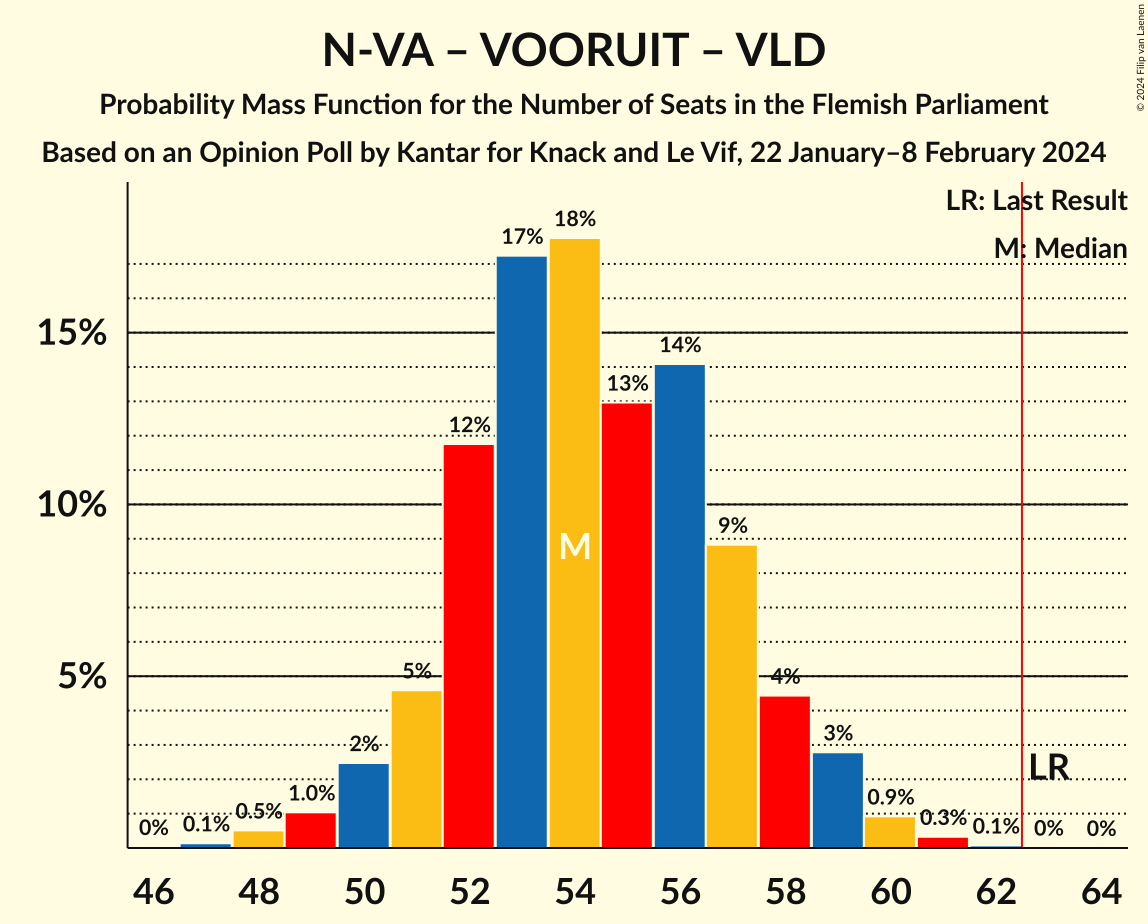 N-VA – VOORUIT – VLD
Probability Mass Function for the Number of Seats in the Flemish Parliament
Based on an Opinion Poll by Kantar for Knack and Le Vif, 22 January–8 February 2024
© 2024 Filip van Laenen
LR: Last Result
M: Median
15%
10%
5%
0%
0.1%
0.5%
1.0%
2%
5%
12%
17%
18%
13%
14%
9%
4%
3%
0.9%
0.3%
0.1%
0%
0%
M
LR
46 48 50 52 54 56 58 60 62 64